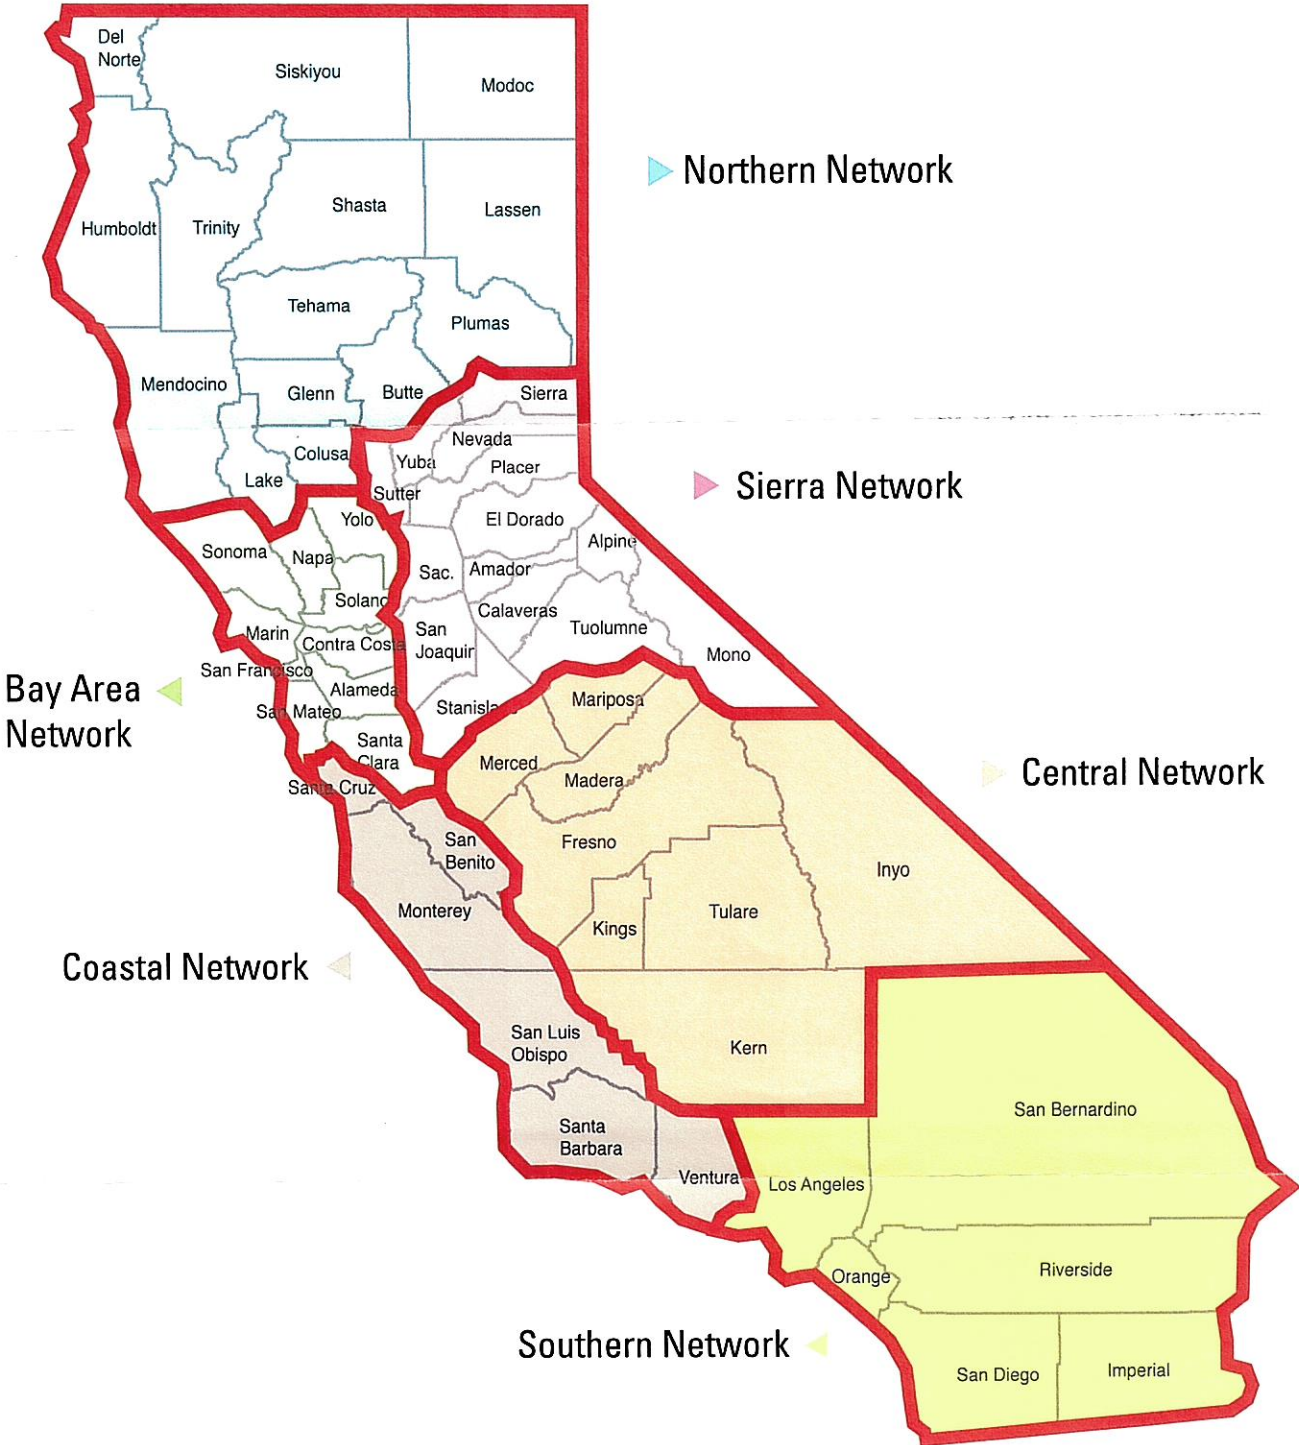 Del
Norte
Siskiyou
Modoc
Northern Network
Humboldt
Trinity
Shasta
Lassen
Tehama
Plumas
Mendocino
Glenn
Butte
Sierra
Lake
Colusa
Yuba
Nevada
Placer
Sutter
Sierra Network
Yolo
El Dorado
Alpine
Sonoma
Napa
Sac.
Amador
Solano
Calaveras
Marin
Contra Costa
San
Joaquin
Tuolumne
Mono
San Francisco
Alameda
Bay Area
Network
San Mateo
Stanisla
Mariposa
Santa
Clara
Merced
Madera
Central Network
Santa Cruz
San
Benito
Fresno
Inyo
Monterey
Kings
Tulare
Coastal Network
San Luis
Obispo
Kern
Santa
Barbara
Ventura
San Bernardino
Los Angeles
Orange
Riverside
Southern Network
San Diego
Imperial